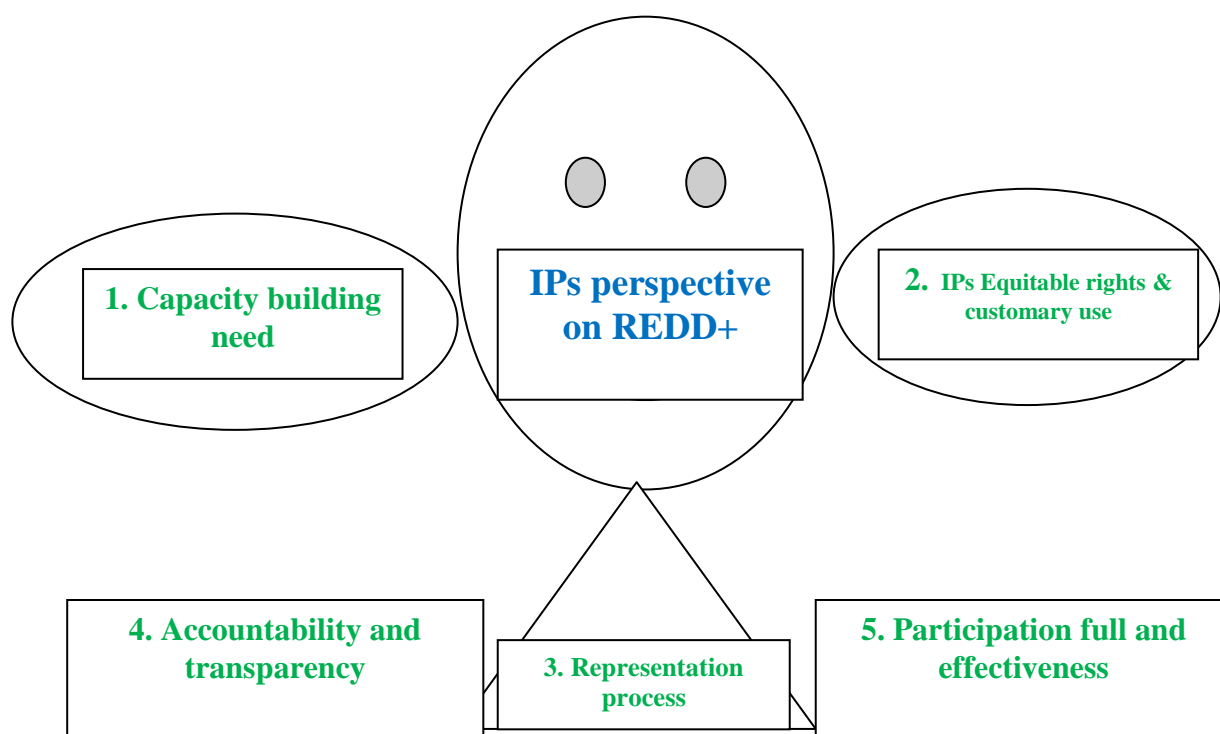 IPs perspective
on REDD+
1. Capacity building
need
2. IPs Equitable rights &
customary use
3. Representation
process
4. Accountability and
transparency
5. Participation full and
effectiveness